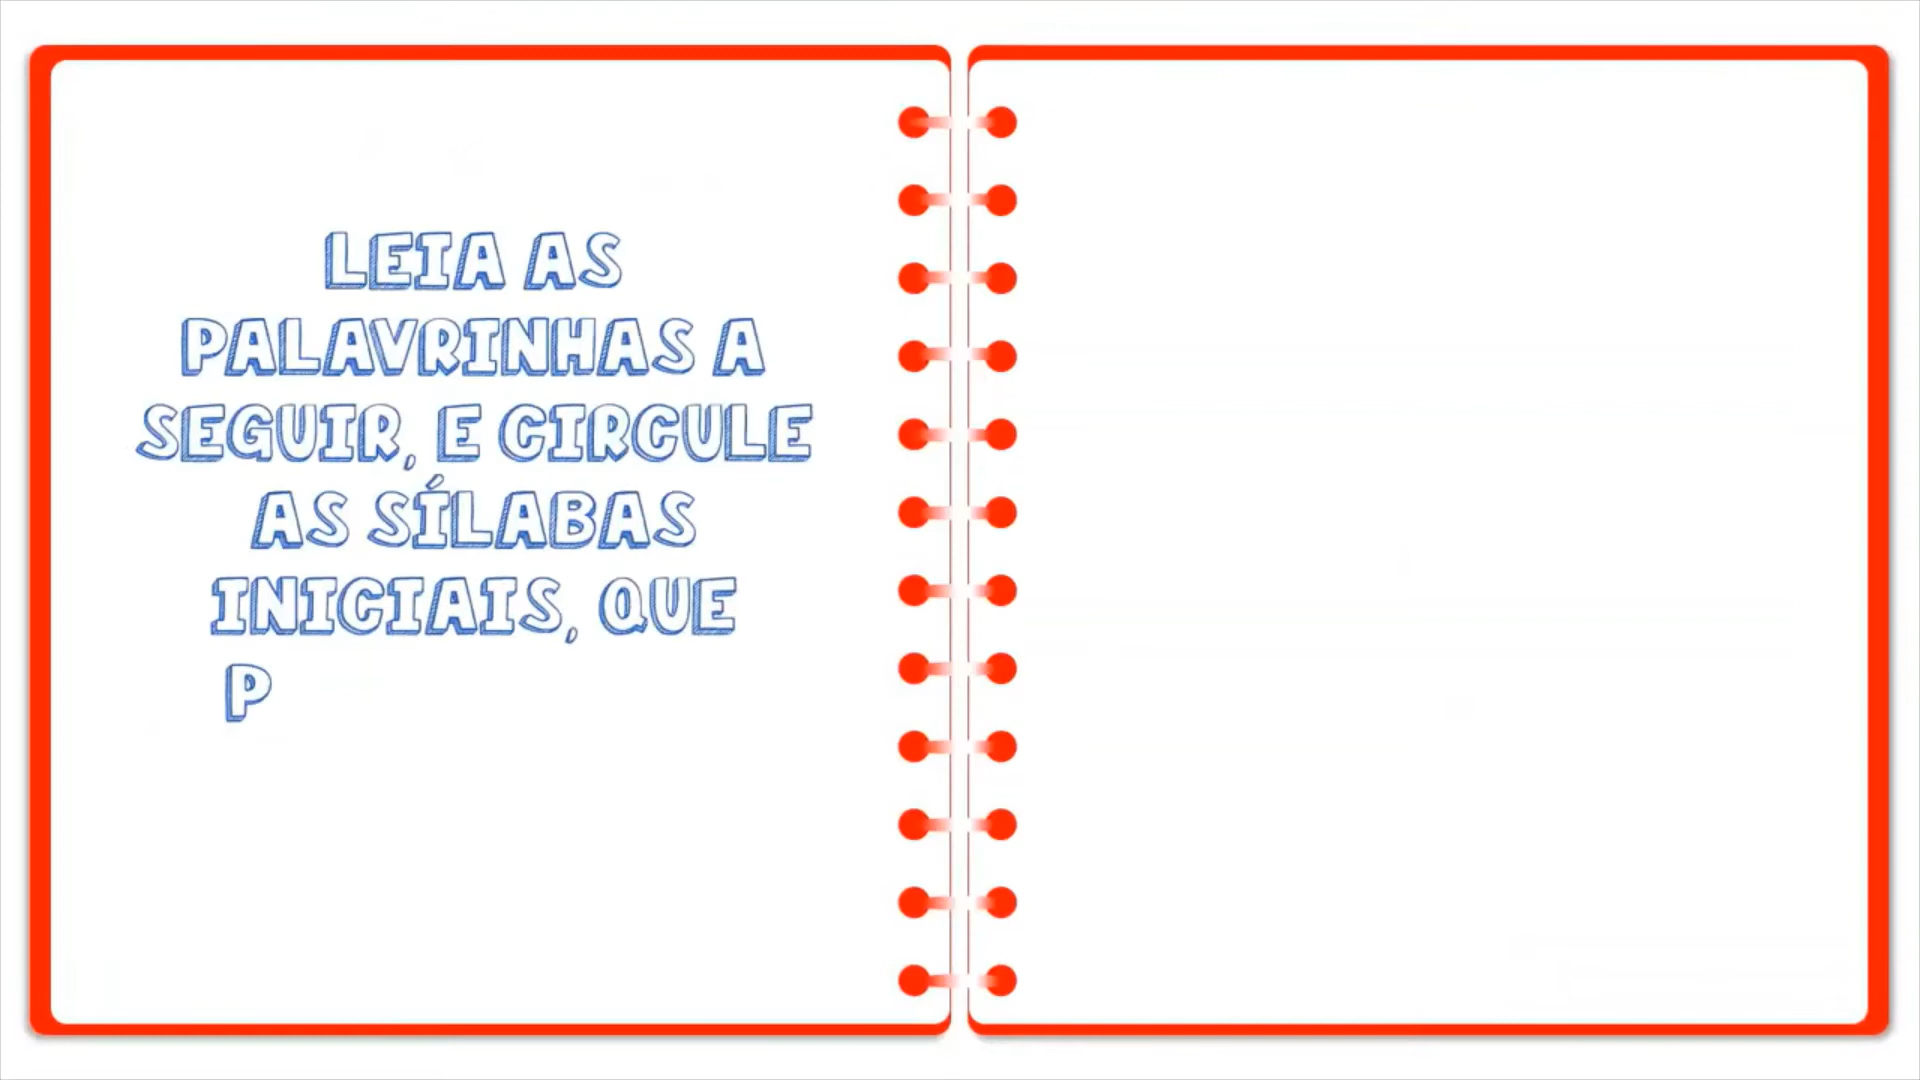 LEIA AS
PALAVRINHAS A
SEGUIR, E CIRCULE
AS SÍLABAS
INICIAIS, QUE
P